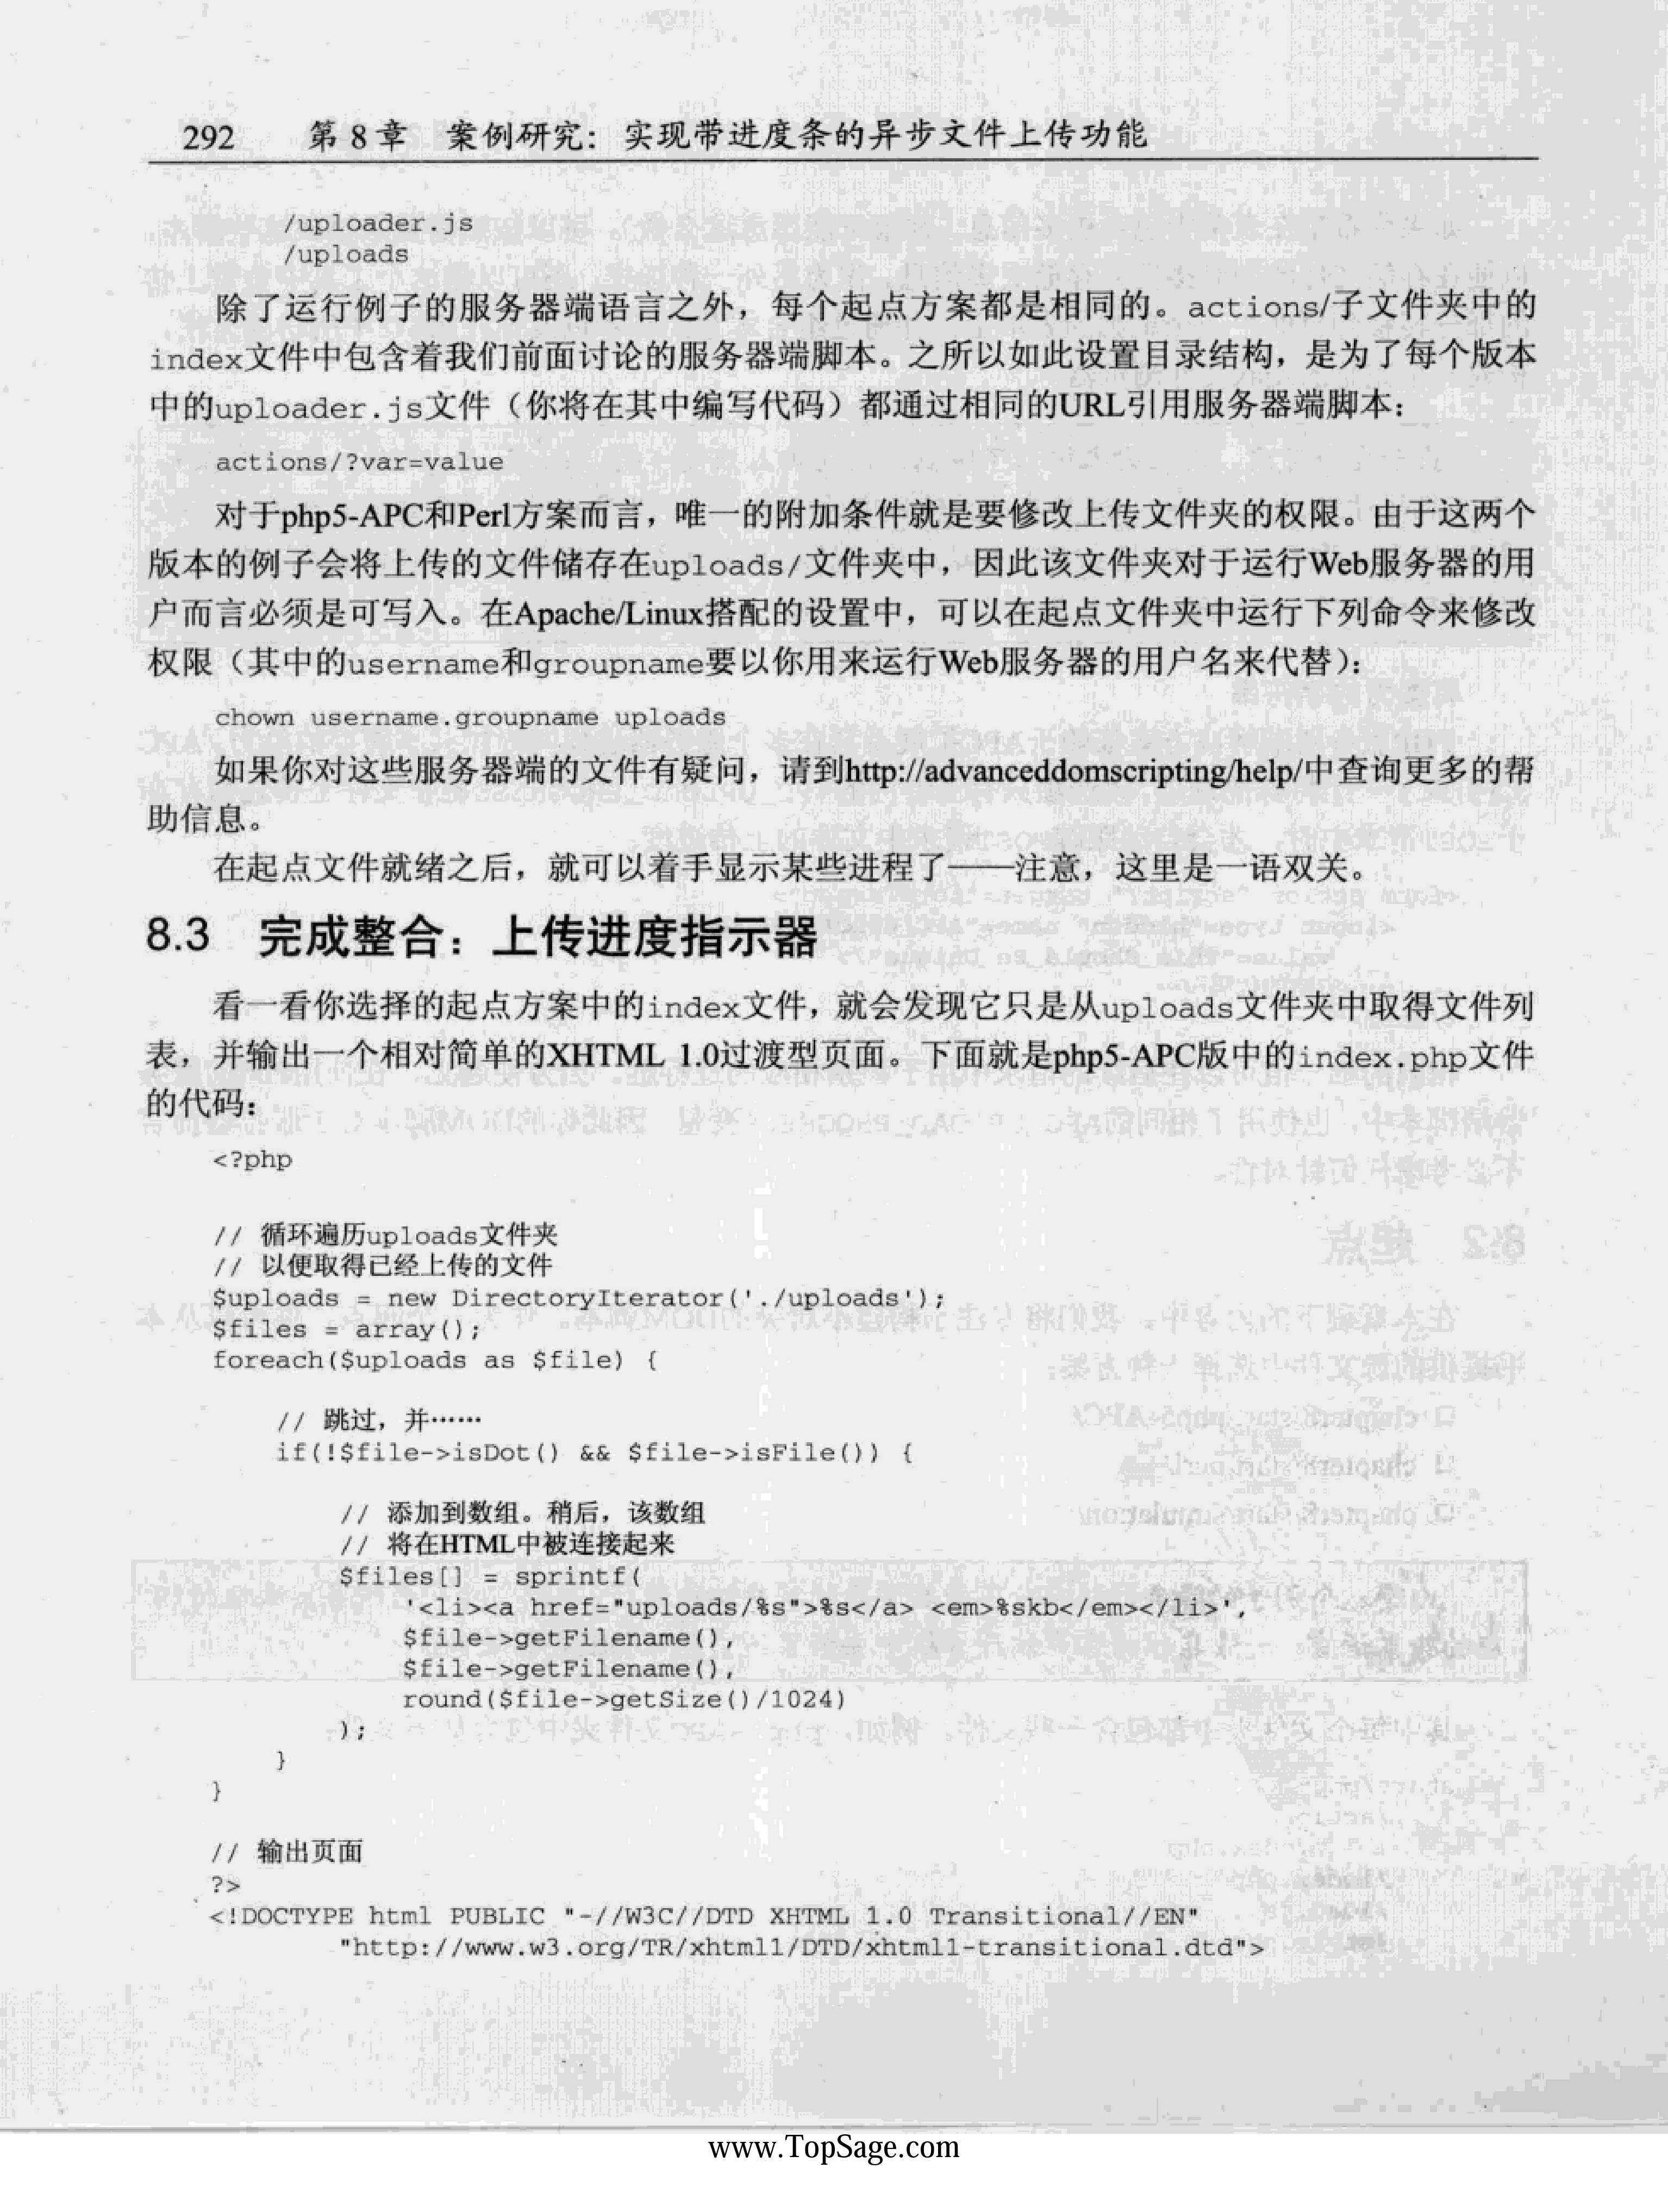 292 第 8 章 案例研究：实现带进度条的异步文件上传功能
/uploader.js
/uploads
除了运行例子的服务器端语言之外，每个起点方案都是相同的。actions/子文件夹中的
index文件中包含着我们前面讨论的服务器端脚本。之所以如此设置目录结构，是为了每个版本
中的uploader.js文件（你将在其中编写代码）都通过相同的URL引用服务器端脚本：
actions/?var=value
对于php5-APC和Perl方案而言，唯一的附加条件就是要修改上传文件夹的权限。由于这两个
版本的例子会将上传的文件储存在uploads/文件夹中，因此该文件夹对于运行Web服务器的用
户而言必须是可写入。在Apache/Linux搭配的设置中，可以在起点文件夹中运行下列命令来修改
权限（其中的username和groupname要以你用来运行Web服务器的用户名来代替）：
chown username.groupname uploads
如果你对这些服务器端的文件有疑问，请到http://advanceddomscripting/help/中查询更多的帮
助信息。
在起点文件就绪之后，就可以着手显示某些进程了——注意，这里是一语双关。
8.3 完成整合：上传进度指示器
看一看你选择的起点方案中的index文件，就会发现它只是从uploads文件夹中取得文件列
表，并输出一个相对简单的XHTML 1.0过渡型页面。下面就是php5-APC版中的index.php文件
的代码：
<?php
// 循环遍历uploads文件夹
// 以便取得已经上传的文件
$uploads = new DirectoryIterator('./uploads');
$files = array();
foreach($uploads as $file) {
// 跳过，并……
if(!$file->isDot() && $file->isFile()) {
// 添加到数组。稍后，该数组
// 将在HTML中被连接起来
$files[] = sprintf(
'<li><a href="uploads/%s">%s</a> <em>%skb</em></li>',
$file->getFilename(),
$file->getFilename(),
round($file->getSize()/1024)
);
}
}
// 输出页面
?>
<!DOCTYPE html PUBLIC "-//W3C//DTD XHTML 1.0 Transitional//EN"
"http://www.w3.org/TR/xhtml1/DTD/xhtml1-transitional.dtd">
www.TopSage.com